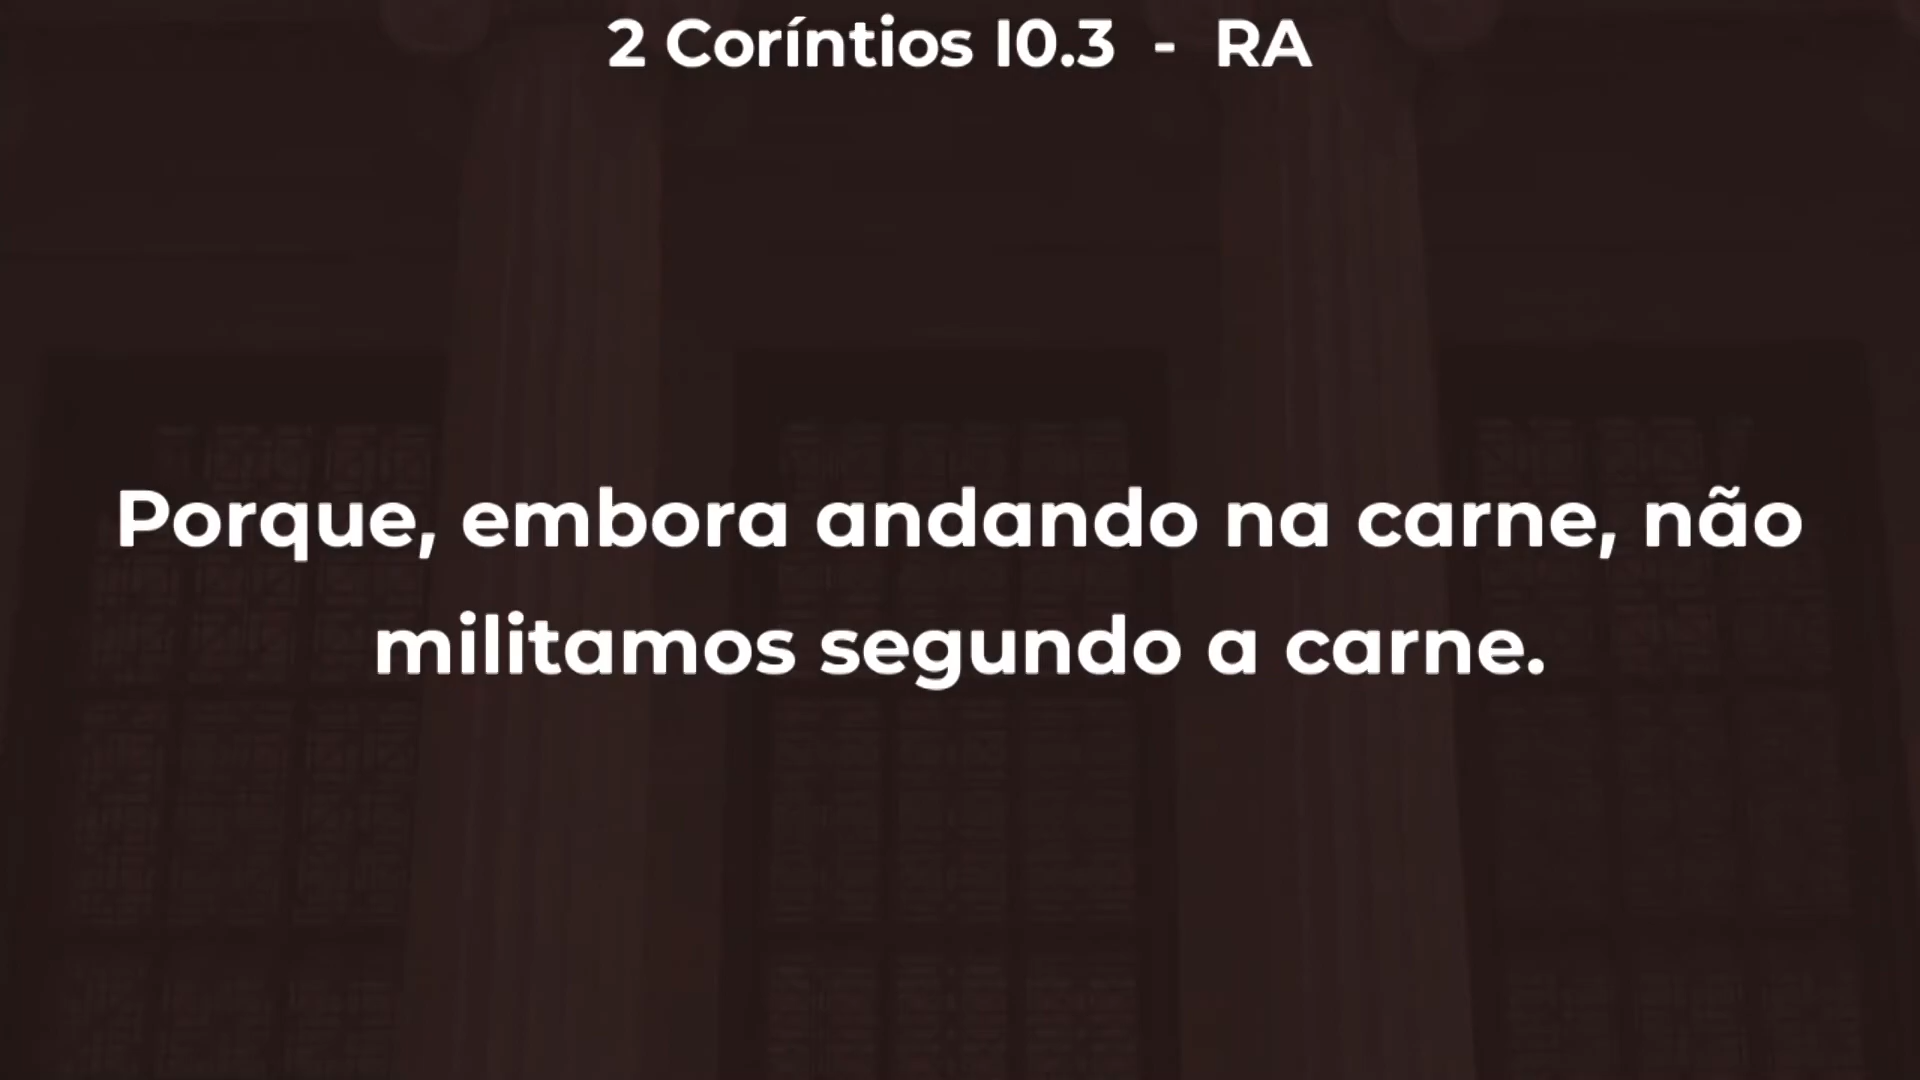 2 Coríntios 10.3 - RA
Porque, embora andando na carne, não
militamos segundo a carne.